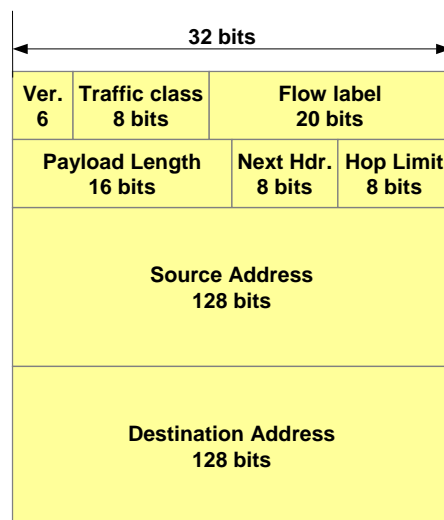 32 bits
Ver. Traffic class Flow label
6 8 bits 20 bits
Payload Length Next Hdr. Hop Limit
16 bits 8 bits 8 bits
Source Address
128 bits
Destination Address
128 bits